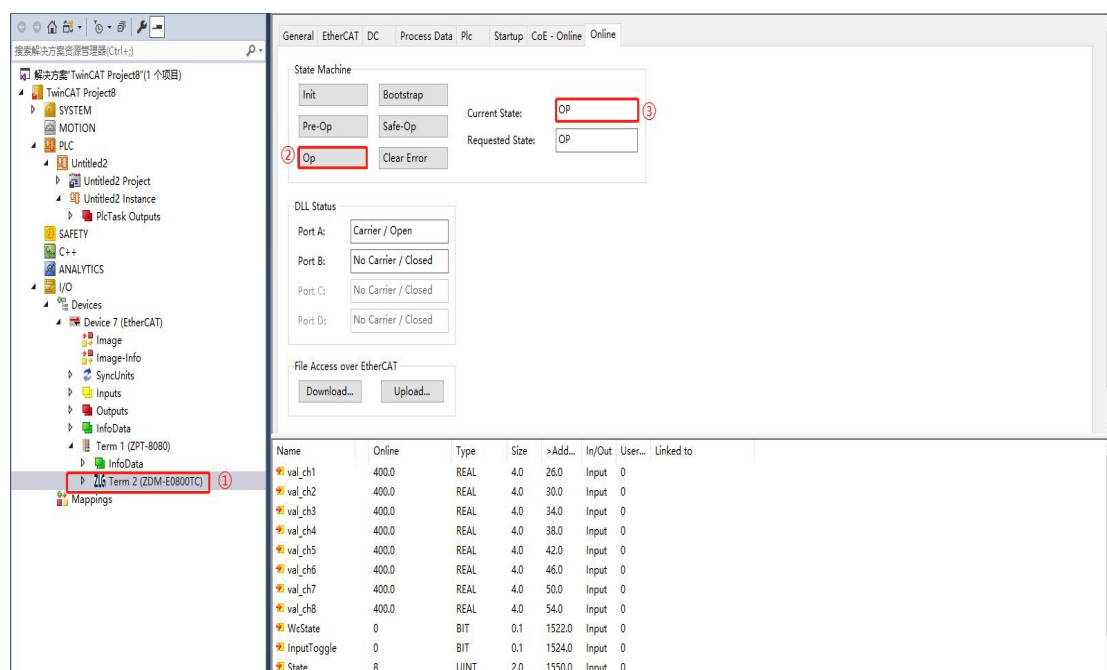 搜索解决方案资源管理器(Ctrl+;)
解决方案"TwinCAT Project8"(1 个项目)
TwinCAT Project8
SYSTEM
MOTION
PLC
Untitled2
Untitled2 Project
Untitled2 Instance
PlcTask Outputs
SAFETY
C++
ANALYTICS
I/O
Devices
Device 7 (EtherCAT)
Image
Image-Info
SyncUnits
Inputs
Outputs
InfoData
Term 1 (ZPT-8080)
InfoData
ZLG Term 2 (ZDM-E0800TC) ①
Mappings
General EtherCAT DC Process Data Plc Startup CoE - Online Online
State Machine
Init Bootstrap
Current State: OP ③
Pre-Op Safe-Op
Requested State: OP
② Op Clear Error
DLL Status
Port A: Carrier / Open
Port B: No Carrier / Closed
Port C: No Carrier / Closed
Port D: No Carrier / Closed
File Access over EtherCAT
Download... Upload...
Name Online Type Size >Add... In/Out User... Linked to
val_ch1 400.0 REAL 4.0 26.0 Input 0
val_ch2 400.0 REAL 4.0 30.0 Input 0
val_ch3 400.0 REAL 4.0 34.0 Input 0
val_ch4 400.0 REAL 4.0 38.0 Input 0
val_ch5 400.0 REAL 4.0 42.0 Input 0
val_ch6 400.0 REAL 4.0 46.0 Input 0
val_ch7 400.0 REAL 4.0 50.0 Input 0
val_ch8 400.0 REAL 4.0 54.0 Input 0
WcState 0 BIT 0.1 1522.0 Input 0
InputToggle 0 BIT 0.1 1524.0 Input 0
State 8 UINT 2.0 1550.0 Input 0